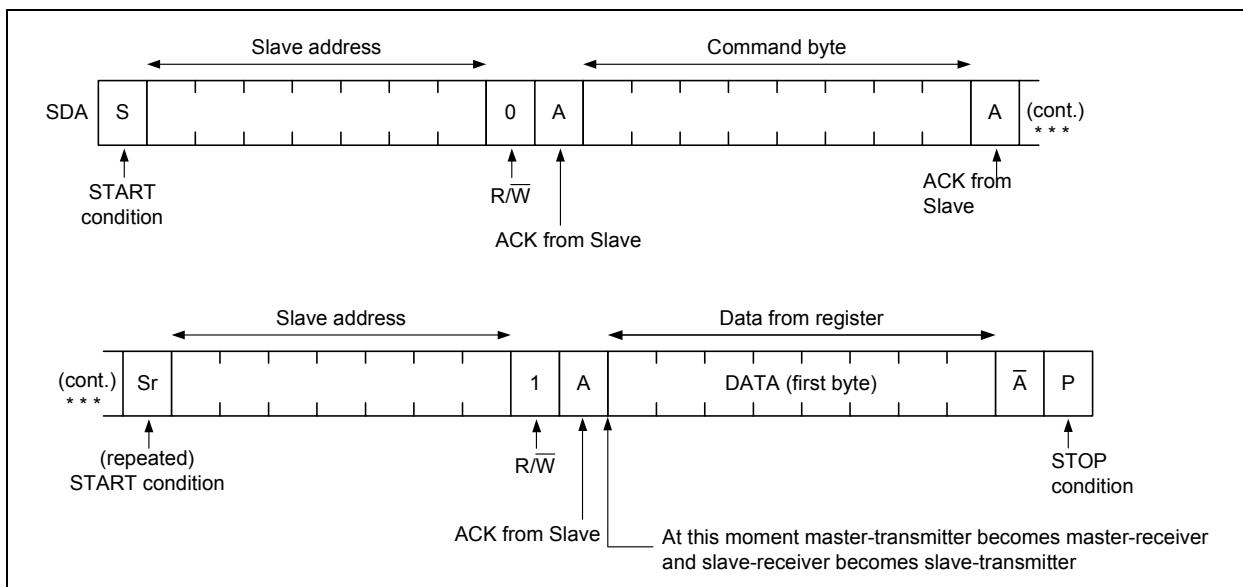 Slave address
Command byte
SDA
S
0
A
A
(cont.)
* * *
START
condition
R/W̅
ACK from Slave
ACK from
Slave
Slave address
Data from register
(cont.)
* * *
Sr
1
A
DATA (first byte)
A̅
P
(repeated)
START condition
R/W̅
STOP
condition
ACK from Slave
At this moment master-transmitter becomes master-receiver
and slave-receiver becomes slave-transmitter